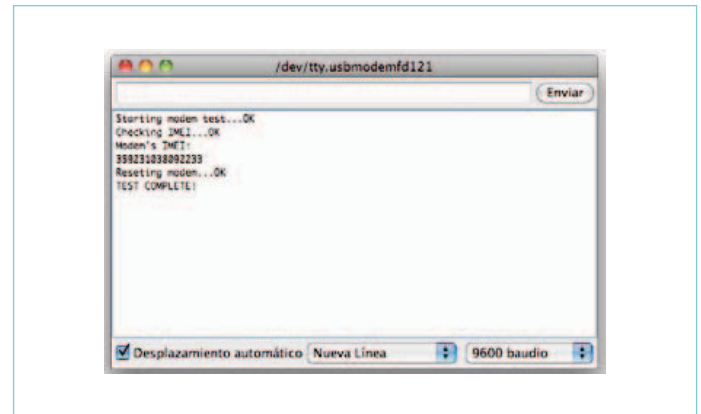 /dev/tty.usbmodemfd121
Enviar
Starting modem test...OK
Checking IMEI...OK
Modem's IMEI:
359231038092233
Reseting modem...OK
TEST COMPLETE!
Desplazamiento automático Nueva Línea 9600 baudio